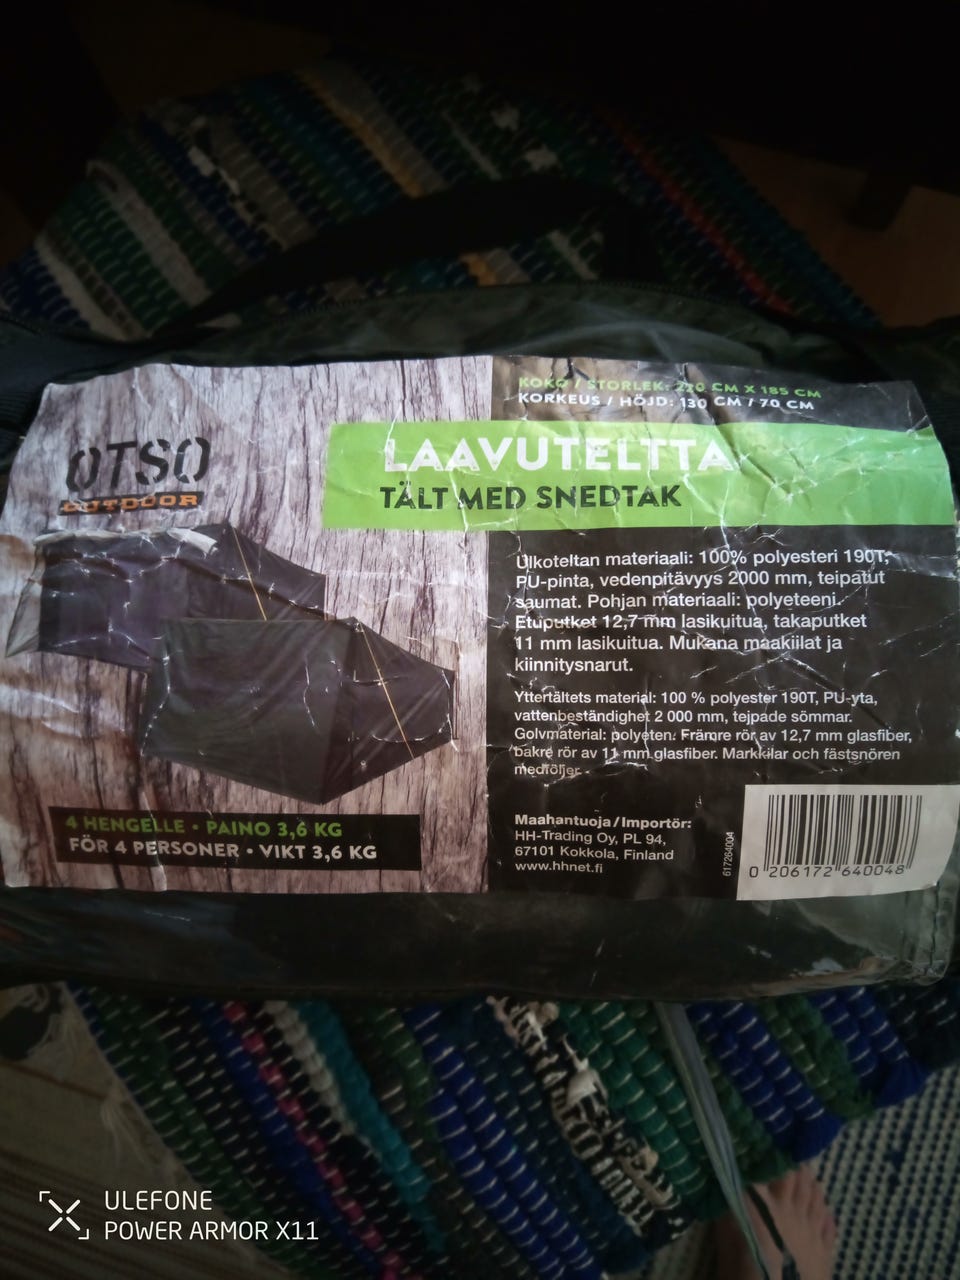 KOKO / STORLEK: 220 CM X 185 CM
KORKEUS / HÖJD: 130 CM / 70 CM
OTSO
OUTDOOR
LAAVUTELTTA
TÄLT MED SNEDTAK
Ulkoteltan materiaali: 100% polyesteri 190T,
PU-pinta, vedenpitävyys 2000 mm, teipatut
saumat. Pohjan materiaali: polyeteeni.
Etuputket 12,7 mm lasikuitua, takaputket
11 mm lasikuitua. Mukana maakiilat ja
kiinnitysnarut.
Yttertältets material: 100 % polyester 190T, PU-yta,
vattenbeständighet 2 000 mm, tejpade sömmar.
Golvmaterial: polyeten. Främre rör av 12,7 mm glasfiber,
bakre rör av 11 mm glasfiber. Markkilar och fästsnören
medföljer.
4 HENGELLE • PAINO 3,6 KG
FÖR 4 PERSONER • VIKT 3,6 KG
Maahantuoja/Importör:
HH-Trading Oy, PL 94,
67101 Kokkola, Finland
www.hhnet.fi
617264004
0 206172 640048
ULEFONE
POWER ARMOR X11